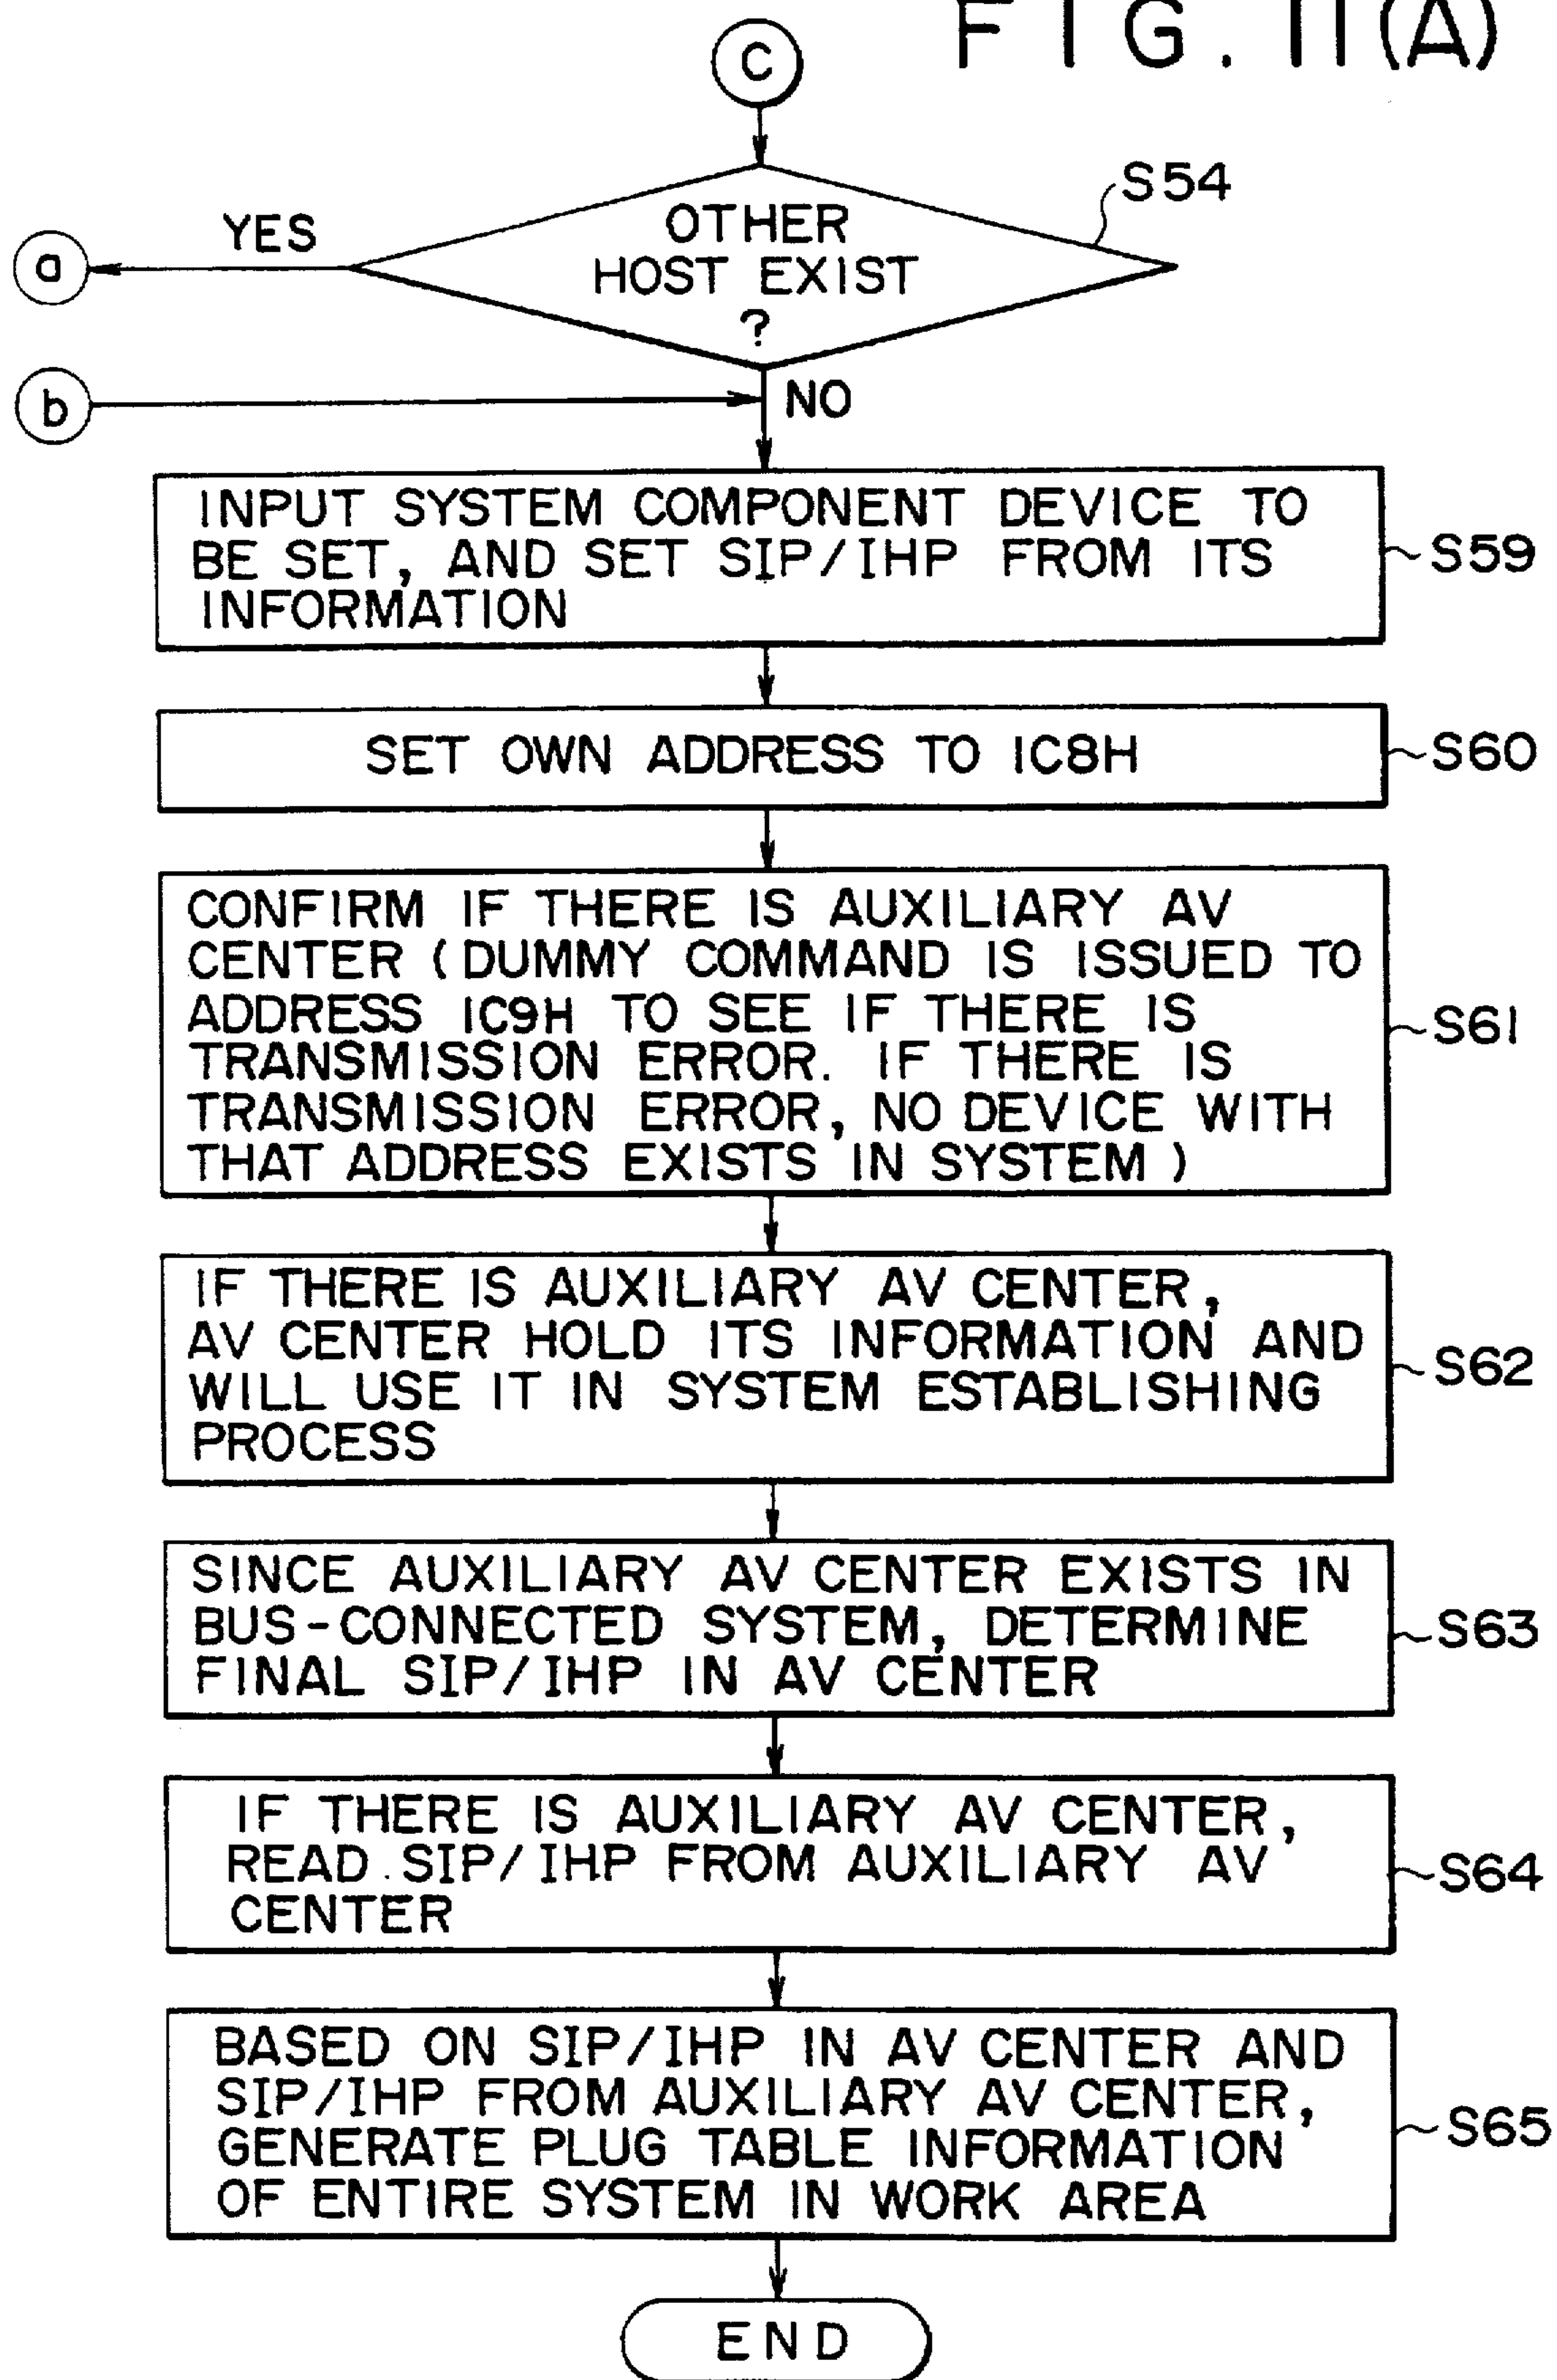 FIG. 11(A)
C
S54
OTHER
HOST EXIST
?
YES
a
b
NO
INPUT SYSTEM COMPONENT DEVICE TO
BE SET, AND SET SIP/IHP FROM ITS
INFORMATION
S59
SET OWN ADDRESS TO 1C8H
S60
CONFIRM IF THERE IS AUXILIARY AV
CENTER (DUMMY COMMAND IS ISSUED TO
ADDRESS 1C9H TO SEE IF THERE IS
TRANSMISSION ERROR. IF THERE IS
TRANSMISSION ERROR, NO DEVICE WITH
THAT ADDRESS EXISTS IN SYSTEM)
S61
IF THERE IS AUXILIARY AV CENTER,
AV CENTER HOLD ITS INFORMATION AND
WILL USE IT IN SYSTEM ESTABLISHING
PROCESS
S62
SINCE AUXILIARY AV CENTER EXISTS IN
BUS-CONNECTED SYSTEM, DETERMINE
FINAL SIP/IHP IN AV CENTER
S63
IF THERE IS AUXILIARY AV CENTER,
READ SIP/IHP FROM AUXILIARY AV
CENTER
S64
BASED ON SIP/IHP IN AV CENTER AND
SIP/IHP FROM AUXILIARY AV CENTER,
GENERATE PLUG TABLE INFORMATION
OF ENTIRE SYSTEM IN WORK AREA
S65
END